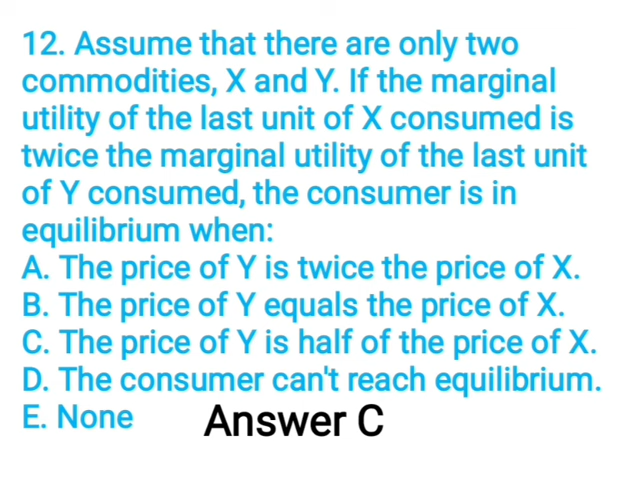 12. Assume that there are only two
commodities, X and Y. If the marginal
utility of the last unit of X consumed is
twice the marginal utility of the last unit
of Y consumed, the consumer is in
equilibrium when:
A. The price of Y is twice the price of X.
B. The price of Y equals the price of X.
C. The price of Y is half of the price of X.
D. The consumer can't reach equilibrium.
E. None Answer C